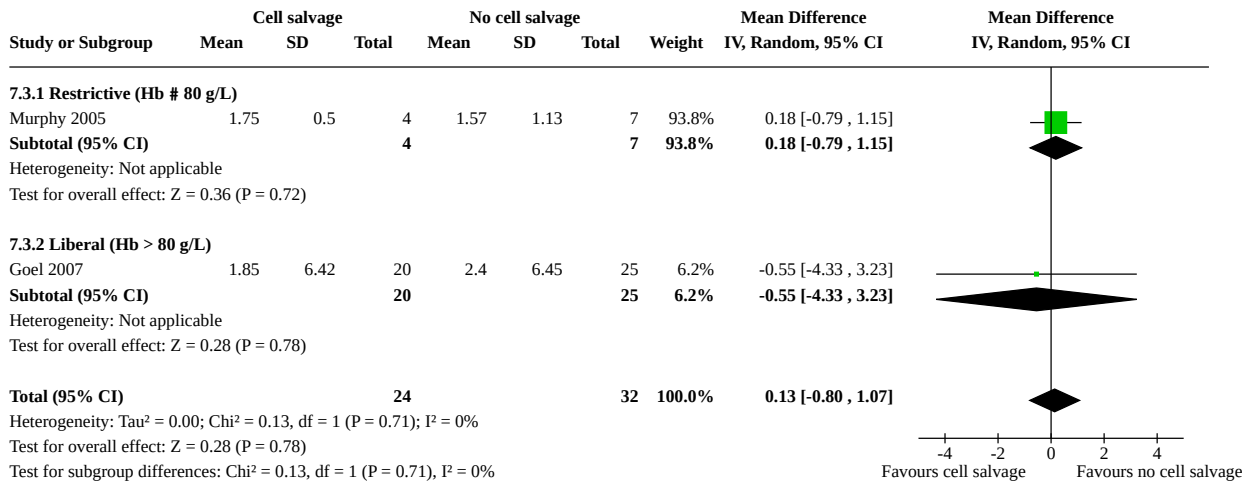 Cell salvage No cell salvage Mean Difference Mean Difference
Study or Subgroup Mean SD Total Mean SD Total Weight IV, Random, 95% CI IV, Random, 95% CI
7.3.1 Restrictive (Hb # 80 g/L)
Murphy 2005 1.75 0.5 4 1.57 1.13 7 93.8% 0.18 [-0.79 , 1.15]
Subtotal (95% CI) 4 7 93.8% 0.18 [-0.79 , 1.15]
Heterogeneity: Not applicable
Test for overall effect: Z = 0.36 (P = 0.72)
7.3.2 Liberal (Hb > 80 g/L)
Goel 2007 1.85 6.42 20 2.4 6.45 25 6.2% -0.55 [-4.33 , 3.23]
Subtotal (95% CI) 20 25 6.2% -0.55 [-4.33 , 3.23]
Heterogeneity: Not applicable
Test for overall effect: Z = 0.28 (P = 0.78)
Total (95% CI) 24 32 100.0% 0.13 [-0.80 , 1.07]
Heterogeneity: Tau² = 0.00; Chi² = 0.13, df = 1 (P = 0.71); I² = 0%
Test for overall effect: Z = 0.28 (P = 0.78)
Test for subgroup differences: Chi² = 0.13, df = 1 (P = 0.71), I² = 0%
-4 -2 0 2 4
Favours cell salvage Favours no cell salvage